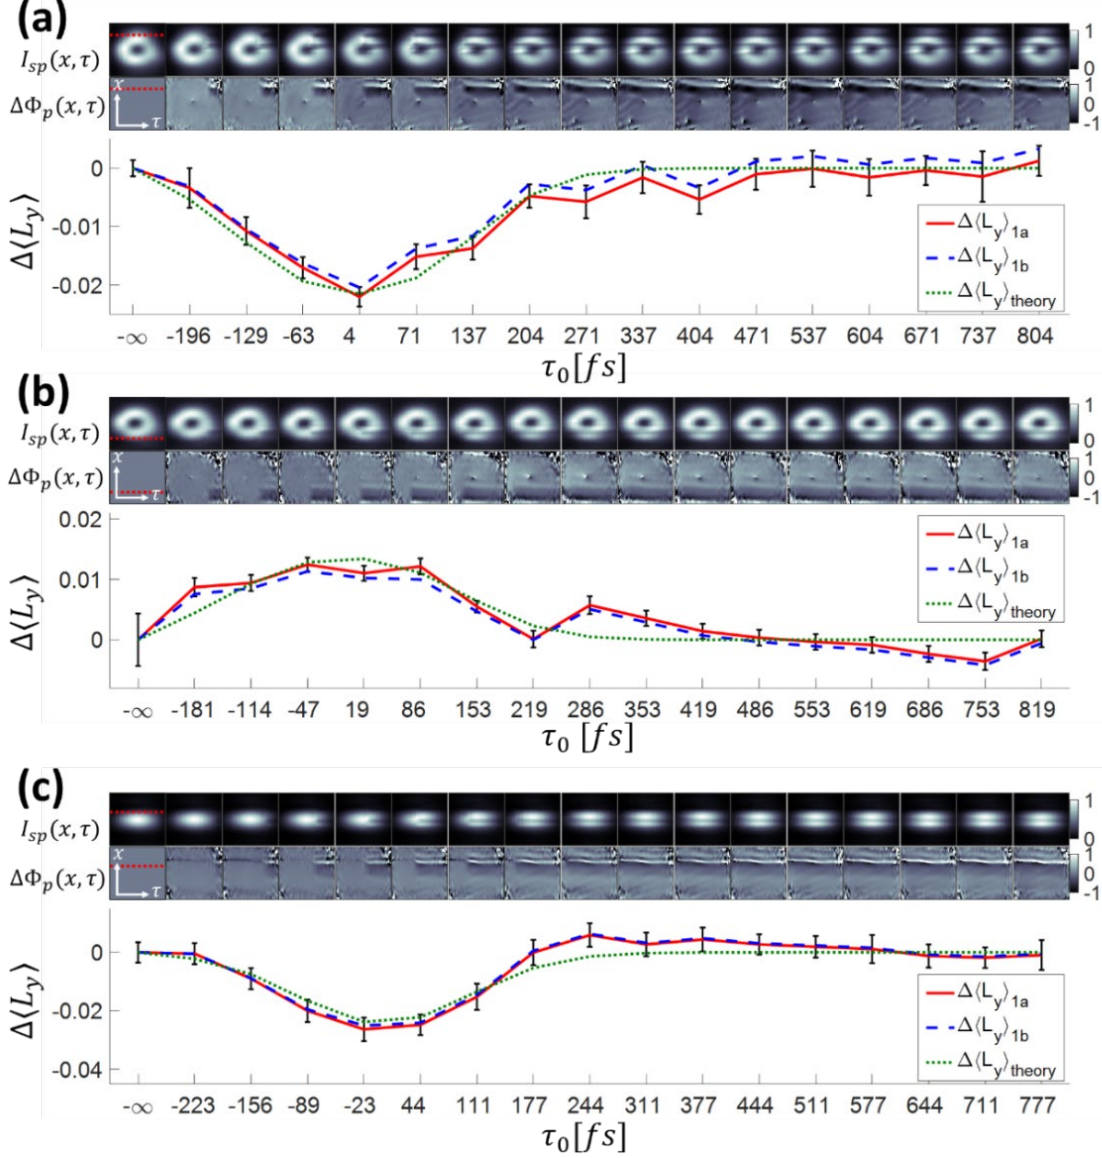 (a)
I_sp(x,τ)
1
0
ΔΦ_p(x,τ)
x
τ
1
-1
Δ⟨L_y⟩
0
-0.01
-0.02
Δ⟨L_y⟩_1a
Δ⟨L_y⟩_1b
Δ⟨L_y⟩_theory
-∞ -196 -129 -63 4 71 137 204 271 337 404 471 537 604 671 737 804
τ_0[fs]
(b)
I_sp(x,τ)
1
0
ΔΦ_p(x,τ)
x
τ
1
-1
Δ⟨L_y⟩
0.02
0.01
0
Δ⟨L_y⟩_1a
Δ⟨L_y⟩_1b
Δ⟨L_y⟩_theory
-∞ -181 -114 -47 19 86 153 219 286 353 419 486 553 619 686 753 819
τ_0 [fs]
(c)
I_sp(x,τ)
1
0
ΔΦ_p(x,τ)
x
τ
1
-1
Δ⟨L_y⟩
0
-0.02
-0.04
Δ⟨L_y⟩_1a
Δ⟨L_y⟩_1b
Δ⟨L_y⟩_theory
-∞ -223 -156 -89 -23 44 111 177 244 311 377 444 511 577 644 711 777
τ_0[fs]